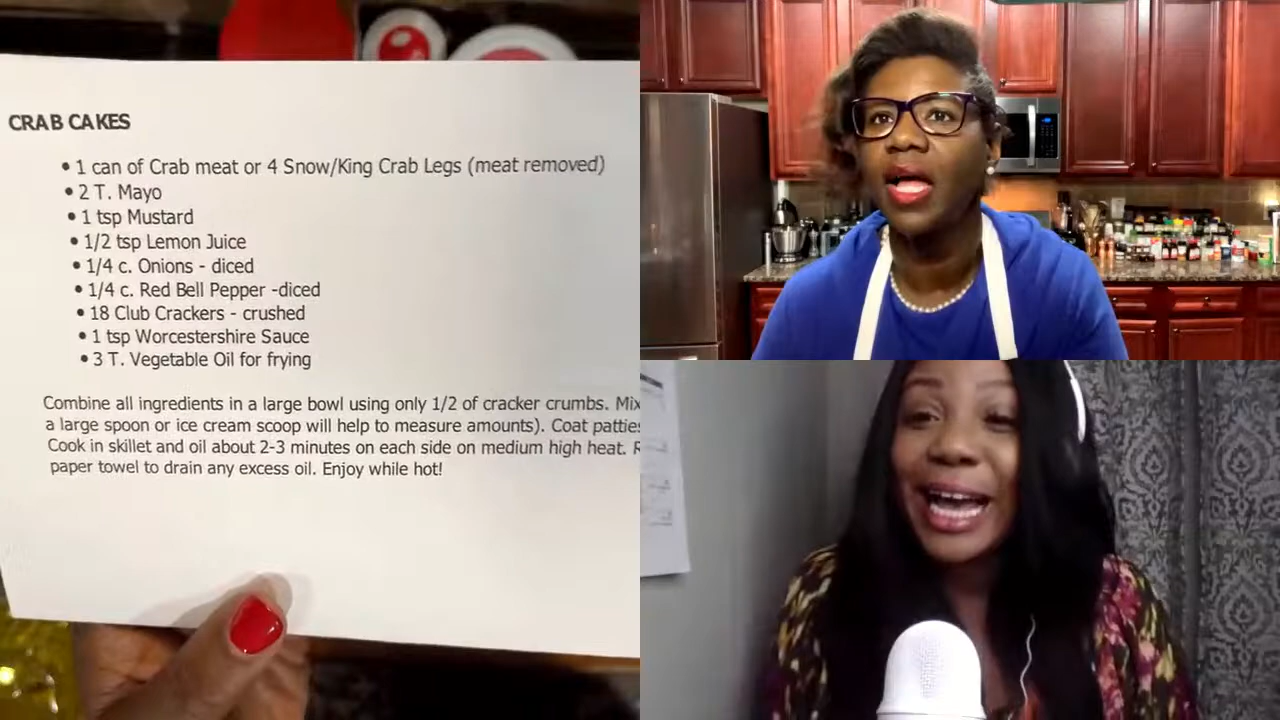 CRAB CAKES
• 1 can of Crab meat or 4 Snow/King Crab Legs (meat removed)
• 2 T. Mayo
• 1 tsp Mustard
• 1/2 tsp Lemon Juice
• 1/4 c. Onions - diced
• 1/4 c. Red Bell Pepper -diced
• 18 Club Crackers - crushed
• 1 tsp Worcestershire Sauce
• 3 T. Vegetable Oil for frying
Combine all ingredients in a large bowl using only 1/2 of cracker crumbs. Mix
a large spoon or ice cream scoop will help to measure amounts). Coat patties
Cook in skillet and oil about 2-3 minutes on each side on medium high heat.
paper towel to drain any excess oil. Enjoy while hot!